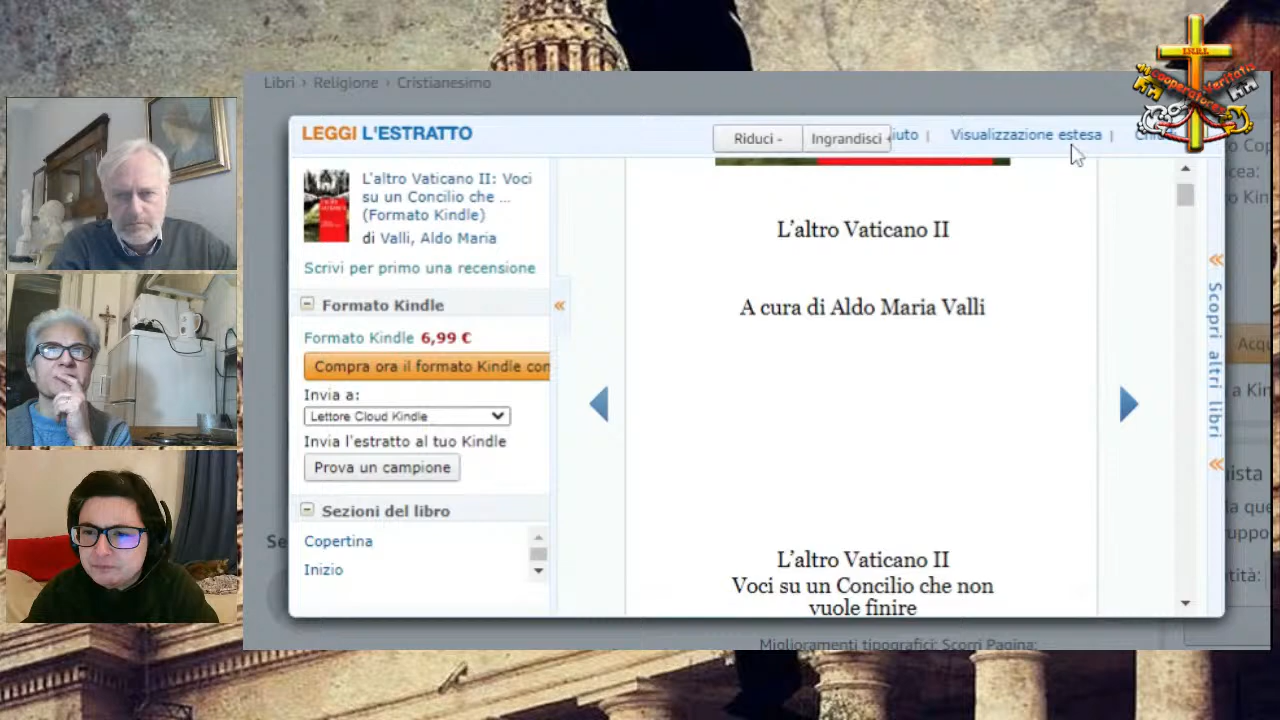 Libri › Religione › Cristianesimo
I.N.R.I.
Cooperatores Veritatis
LEGGI L'ESTRATTO
Riduci -
Ingrandisci
iuto |
Visualizzazione estesa |
L'altro Vaticano II: Voci
su un Concilio che ...
(Formato Kindle)
di Valli, Aldo Maria
Scrivi per primo una recensione
Formato Kindle
Formato Kindle 6,99 €
Compra ora il formato Kindle con
Invia a:
Lettore Cloud Kindle
Invia l'estratto al tuo Kindle
Prova un campione
Sezioni del libro
Copertina
Inizio
L'altro Vaticano II
A cura di Aldo Maria Valli
L'altro Vaticano II
Voci su un Concilio che non
vuole finire
Scopri altri libri
Miglioramenti tipografici: Scorri Pagina: